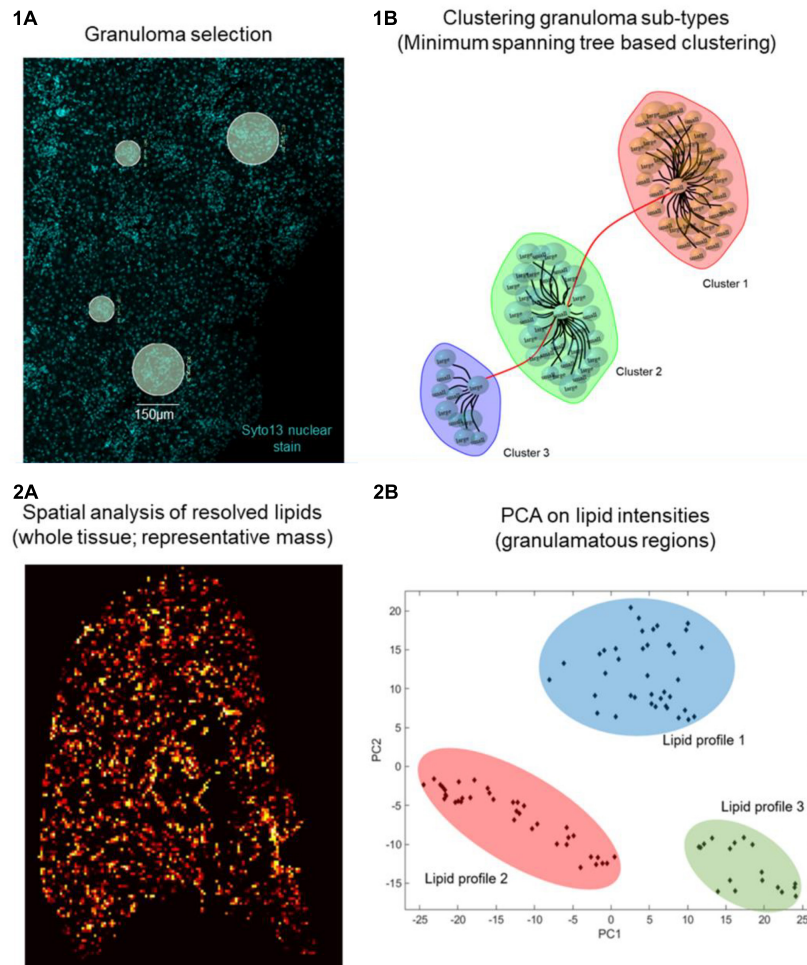 1A
Granuloma selection
150µm
Syto13 nuclear
stain
1B
Clustering granuloma sub-types
(Minimum spanning tree based clustering)
Cluster 1
Cluster 2
Cluster 3
2A
Spatial analysis of resolved lipids
(whole tissue; representative mass)
2B
PCA on lipid intensities
(granulamatous regions)
20
15
10
5
0
-5
-10
-15
PC2
Lipid profile 1
Lipid profile 2
Lipid profile 3
-25 -20 -15 -10 -5 0 5 10 15 20 25
PC1